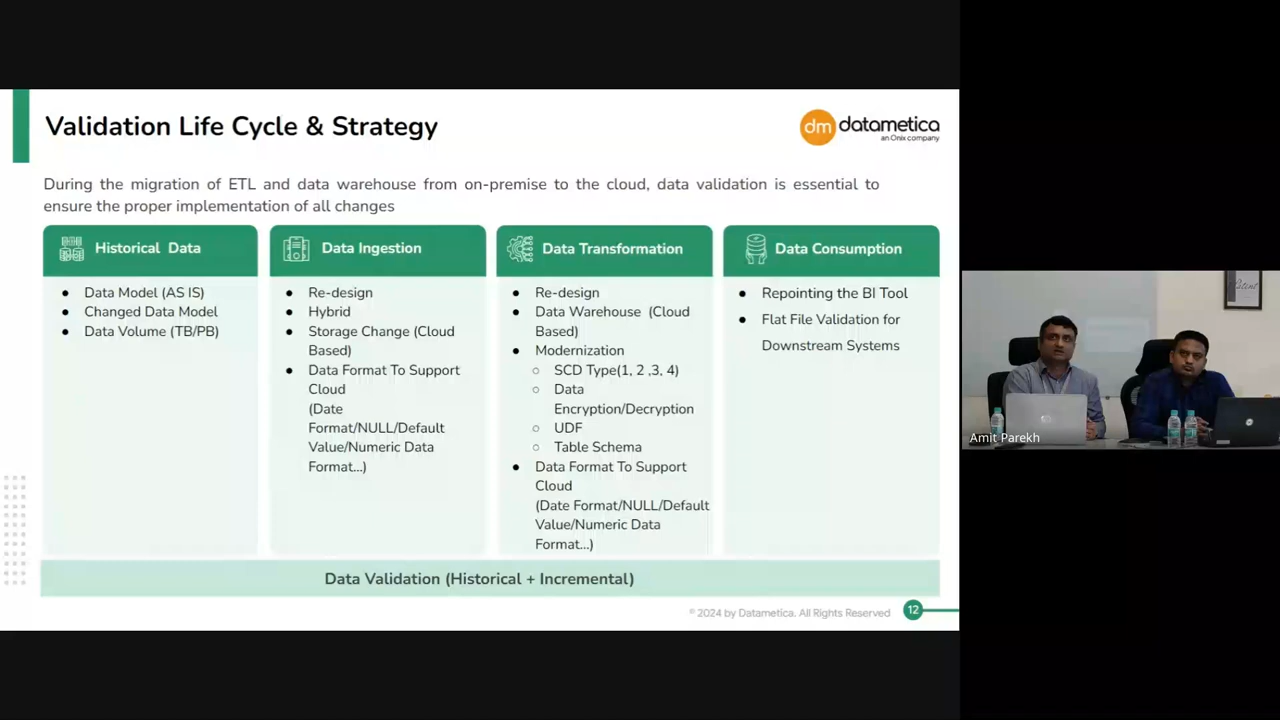 Validation Life Cycle & Strategy
dm datametica
an Onix company
During the migration of ETL and data warehouse from on-premise to the cloud, data validation is essential to
ensure the proper implementation of all changes
Historical Data
● Data Model (AS IS)
● Changed Data Model
● Data Volume (TB/PB)
Data Ingestion
● Re-design
● Hybrid
● Storage Change (Cloud
Based)
● Data Format To Support
Cloud
(Date
Format/NULL/Default
Value/Numeric Data
Format...)
Data Transformation
● Re-design
● Data Warehouse (Cloud
Based)
● Modernization
○ SCD Type(1, 2 ,3, 4)
○ Data
Encryption/Decryption
○ UDF
○ Table Schema
● Data Format To Support
Cloud
(Date Format/NULL/Default
Value/Numeric Data
Format...)
Data Consumption
● Repointing the BI Tool
● Flat File Validation for
Downstream Systems
Data Validation (Historical + Incremental)
© 2024 by Datametica. All Rights Reserved
12
Amit Parekh